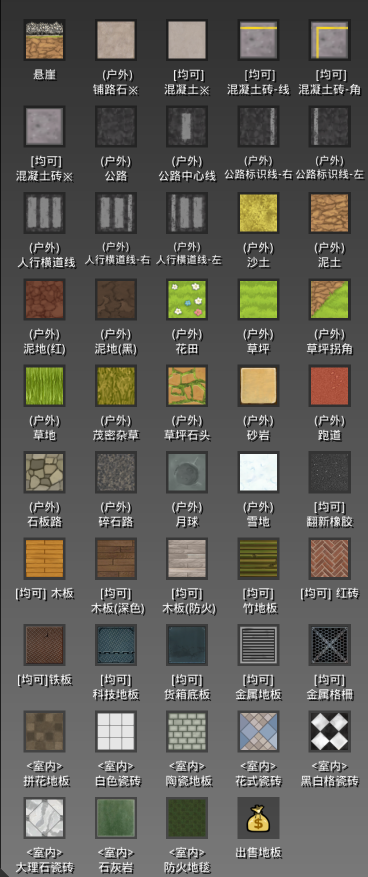 悬崖
(户外)
铺路石※
[均可]
混凝土※
[均可]
混凝土砖-线
[均可]
混凝土砖-角
[均可]
混凝土砖※
(户外)
公路
(户外)
公路中心线
(户外)
公路标识线-右
(户外)
公路标识线-左
(户外)
人行横道线
(户外)
人行横道线-右
(户外)
人行横道线-左
(户外)
沙土
(户外)
泥土
(户外)
泥地(红)
(户外)
泥地(黑)
(户外)
花田
(户外)
草坪
(户外)
草坪拐角
(户外)
草地
(户外)
茂密杂草
(户外)
草坪石头
(户外)
砂岩
(户外)
跑道
(户外)
石板路
(户外)
碎石路
(户外)
月球
(户外)
雪地
[均可]
翻新橡胶
[均可] 木板
[均可]
木板(深色)
[均可]
木板(防火)
[均可]
竹地板
[均可] 红砖
[均可]铁板
[均可]
科技地板
[均可]
货箱底板
[均可]
金属地板
[均可]
金属格栅
<室内>
拼花地板
<室内>
白色瓷砖
<室内>
陶瓷地板
<室内>
花式瓷砖
<室内>
黑白格瓷砖
<室内>
大理石瓷砖
<室内>
石灰岩
<室内>
防火地毯
出售地板